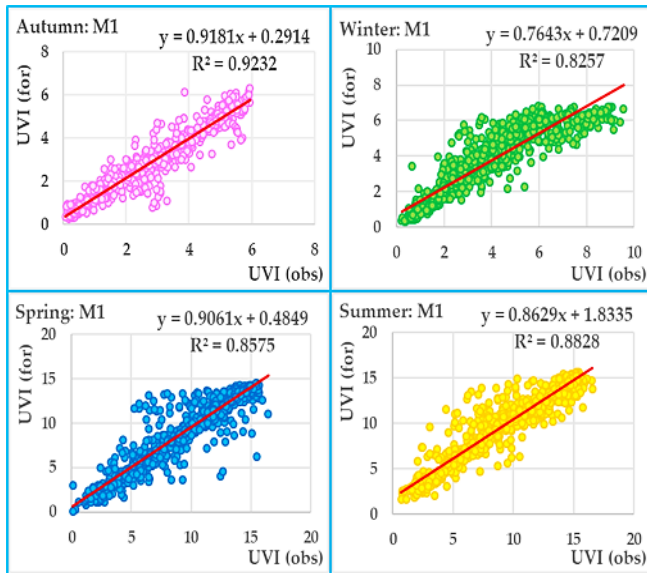 Autumn: M1
y = 0.9181x + 0.2914
R² = 0.9232
UVI (for)
8
6
4
2
0
0 2 4 6 8
UVI (obs)
Winter: M1
y = 0.7643x + 0.7209
R² = 0.8257
UVI (for)
10
8
6
4
2
0
0 2 4 6 8 10
UVI (obs)
Spring: M1
y = 0.9061x + 0.4849
R² = 0.8575
UVI (for)
20
15
10
5
0
0 5 10 15 20
UVI (obs)
Summer: M1
y = 0.8629x + 1.8335
R² = 0.8828
UVI (for)
20
15
10
5
0
0 5 10 15 20
UVI (obs)